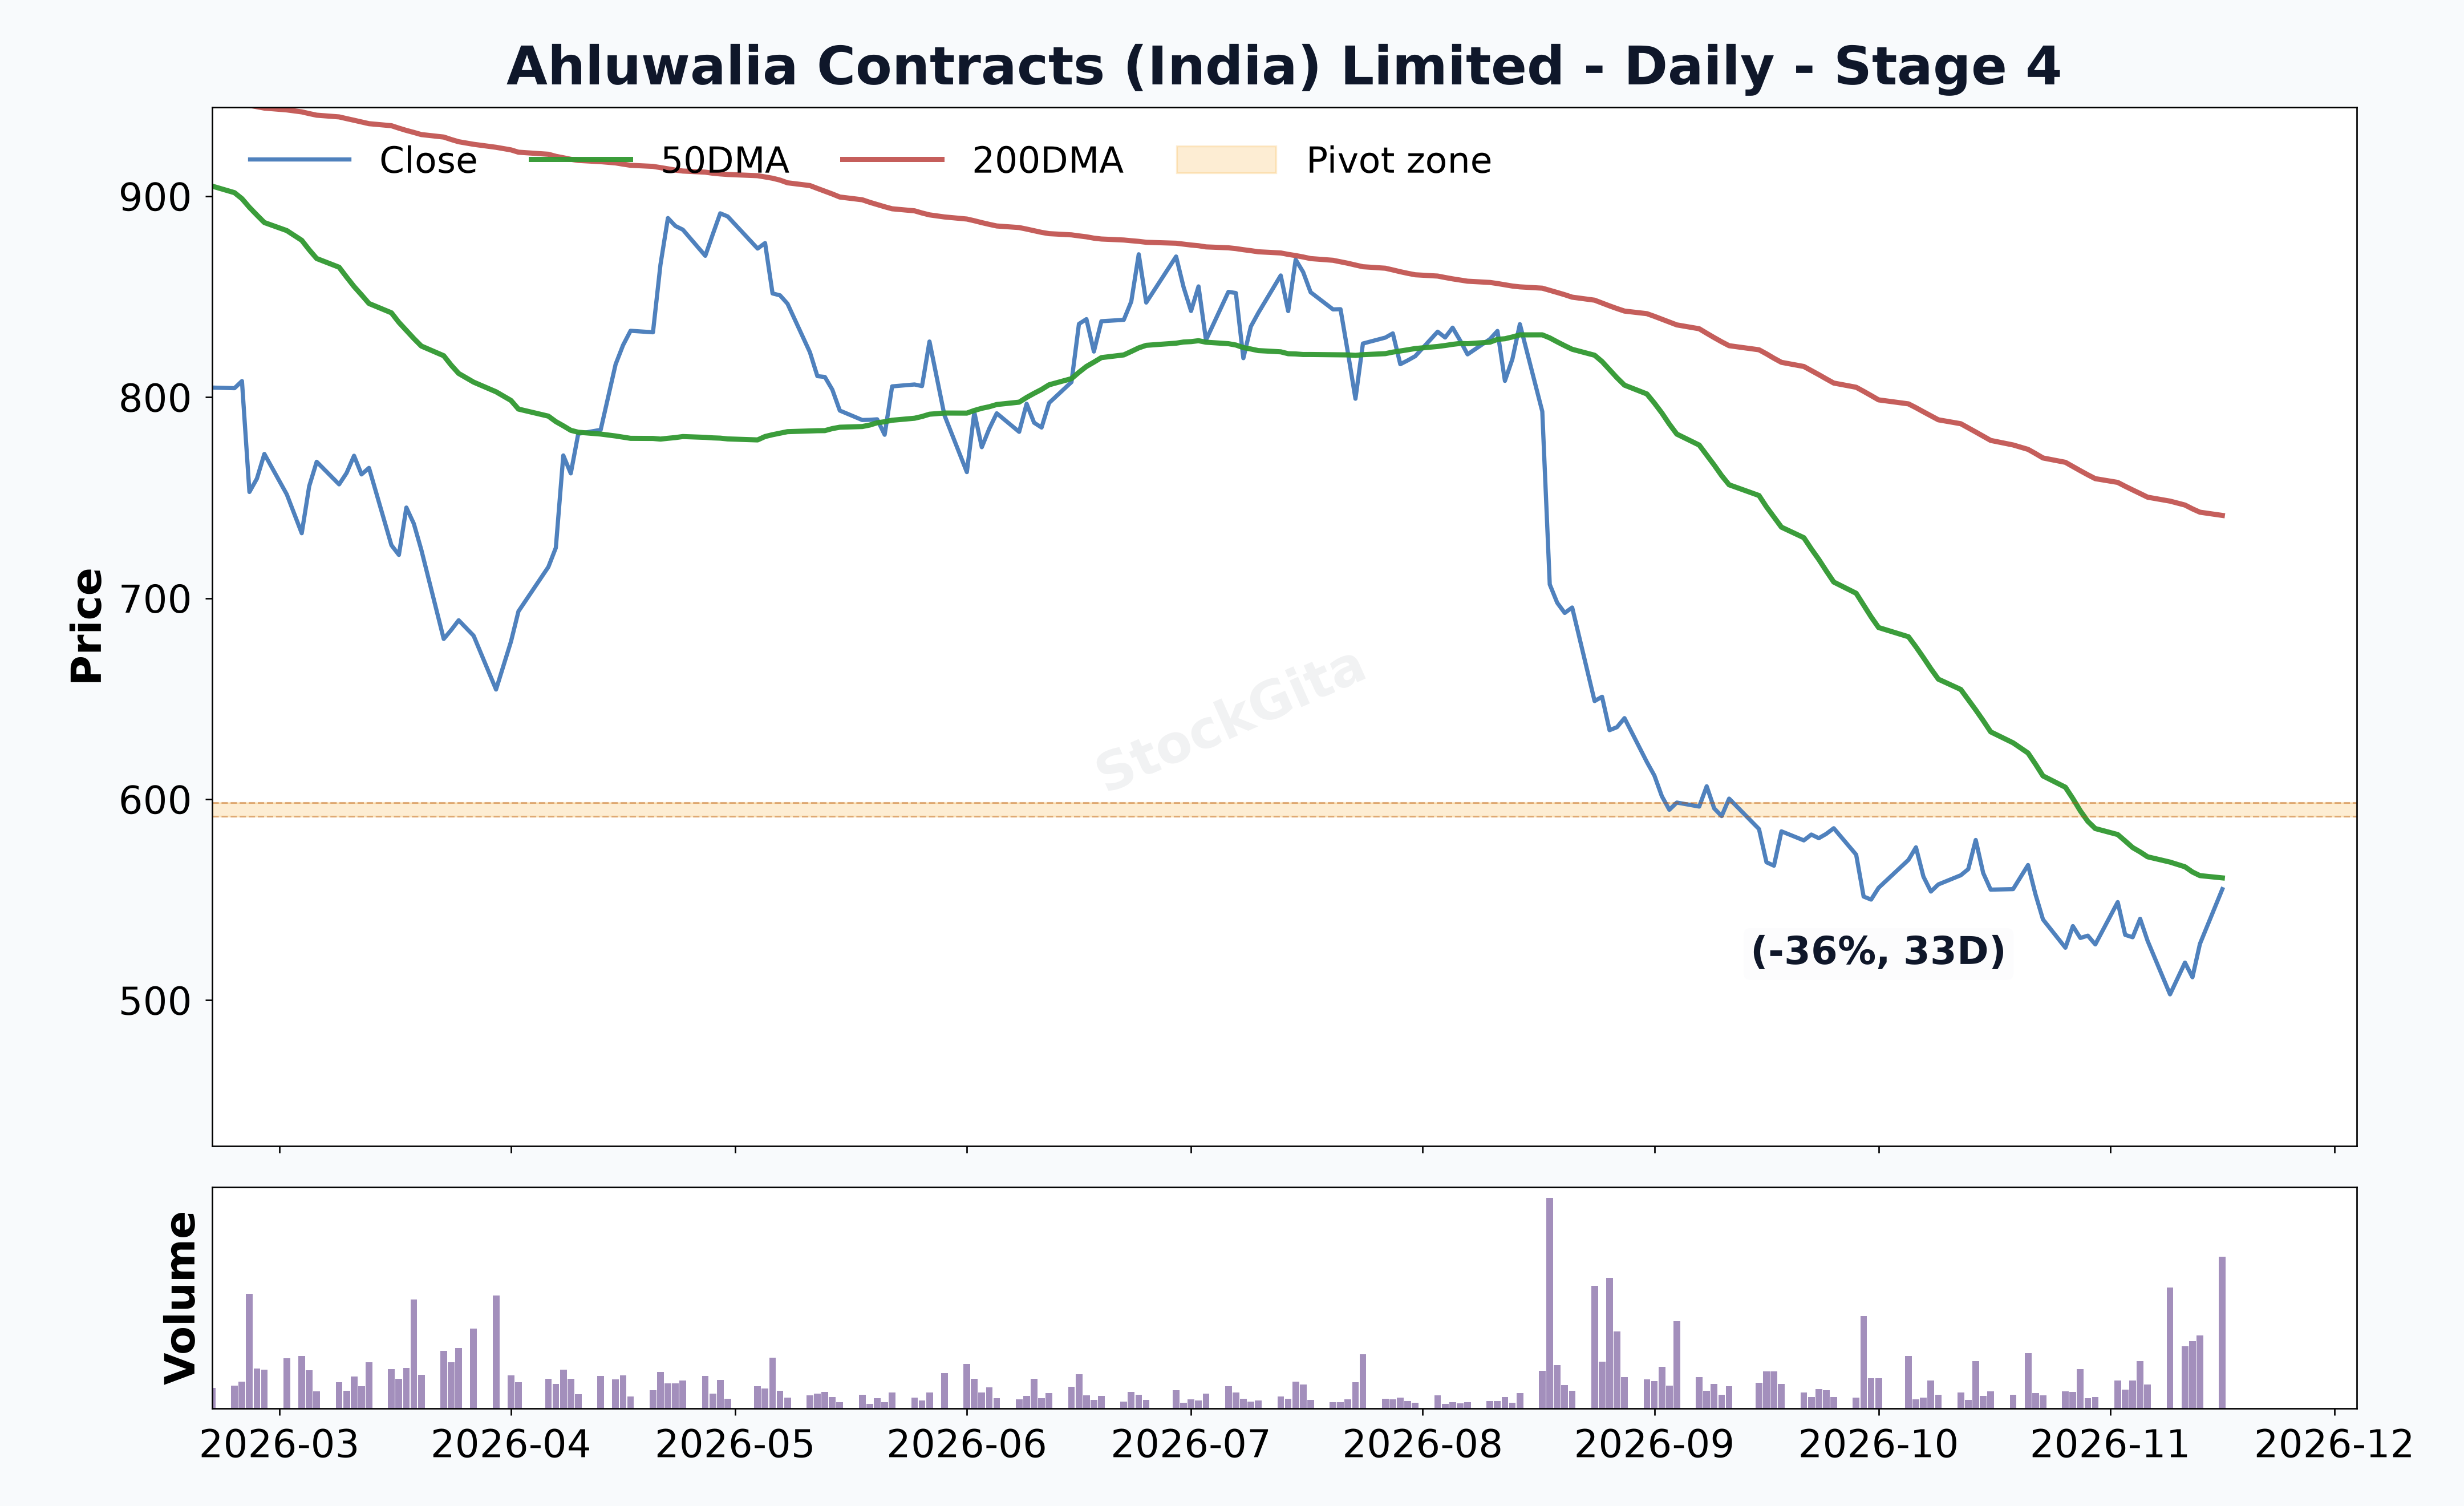 Ahluwalia Contracts (India) Limited - Daily - Stage 4
Close 50DMA 200DMA Pivot zone
Price
900
800
700
600
500
StockGita
(-36%, 33D)
Volume
2026-03 2026-04 2026-05 2026-06 2026-07 2026-08 2026-09 2026-10 2026-11 2026-12